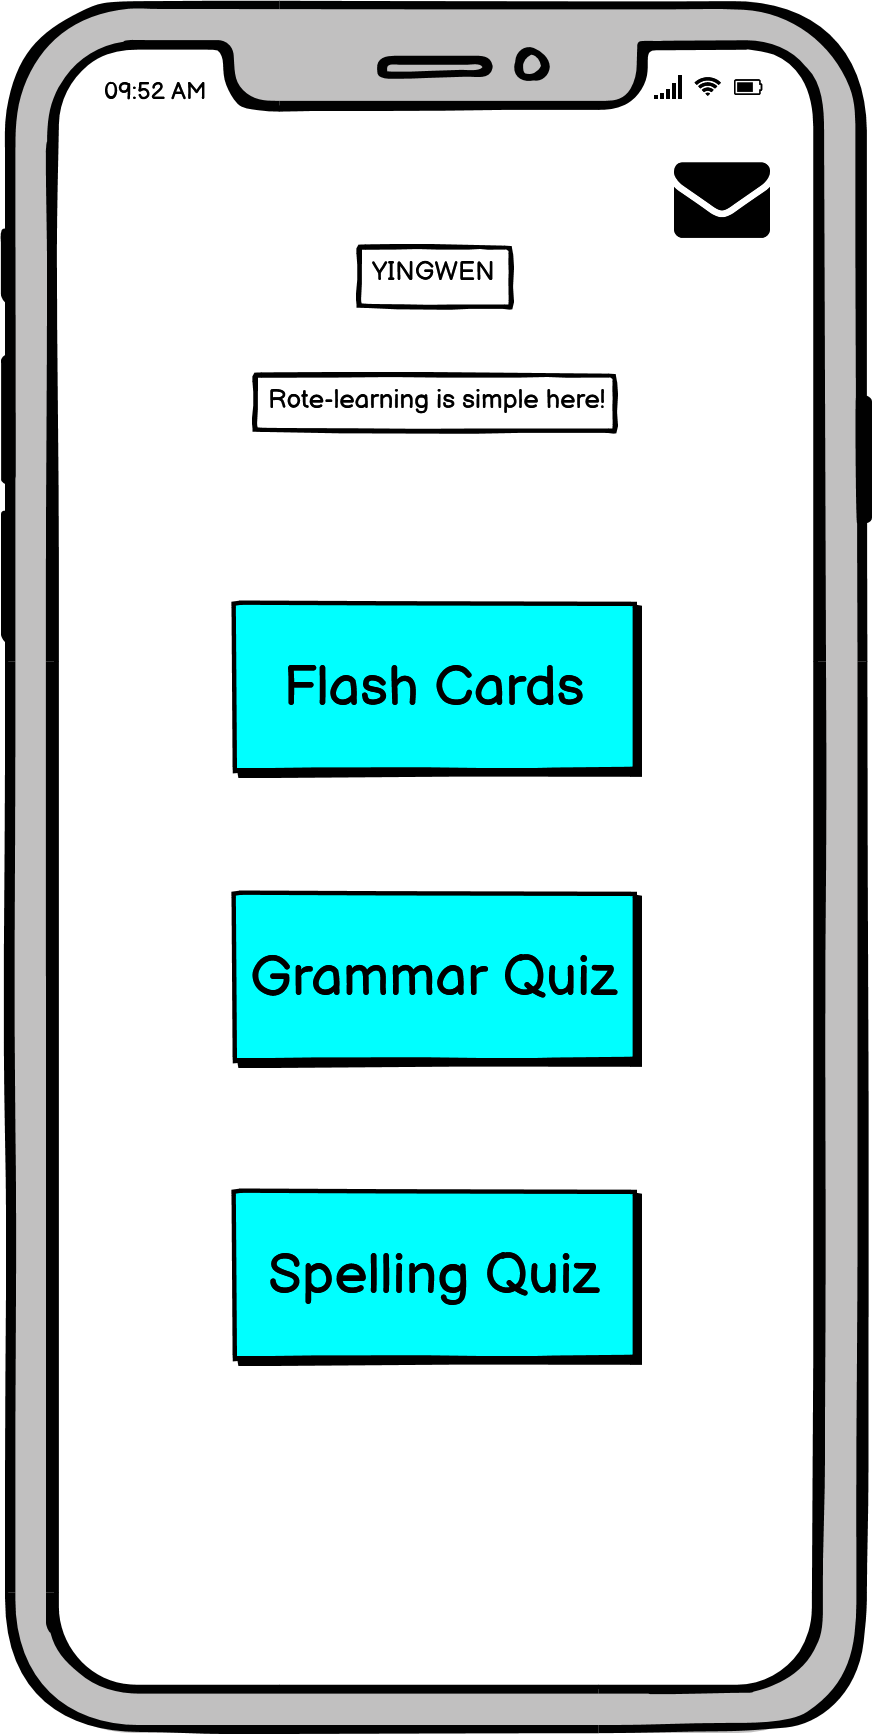 09:52 AM
YINGWEN
Rote-learning is simple here!
Flash Cards
Grammar Quiz
Spelling Quiz